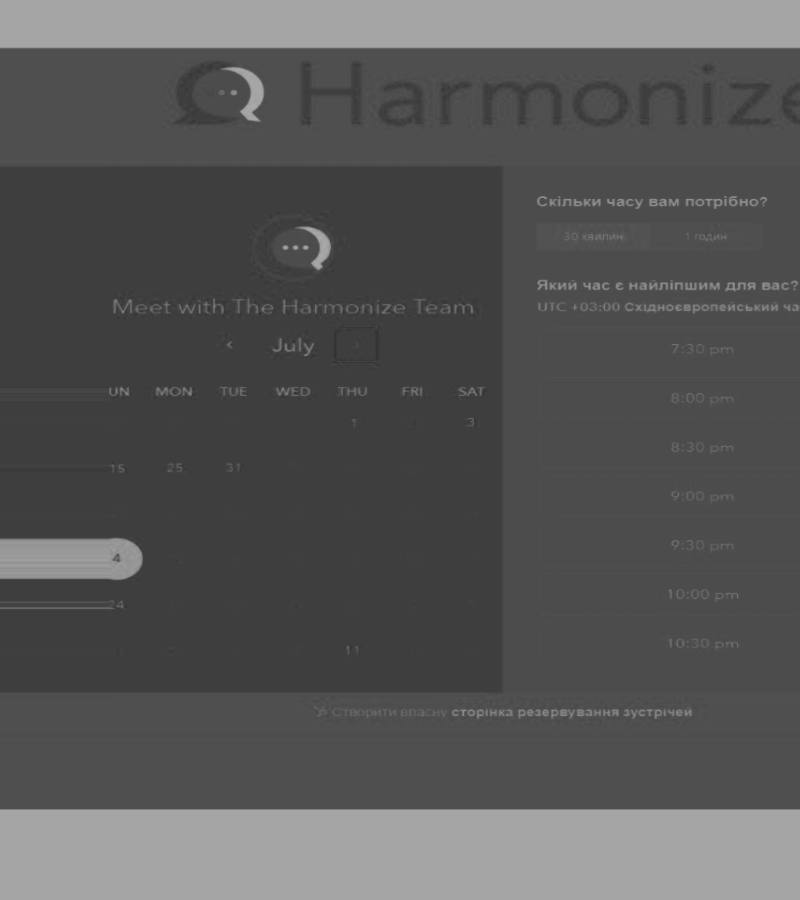 Harmonize
Meet with The Harmonize Team
‹ July ›
UN MON TUE WED THU FRI SAT
1 3
15 25 31
4
24
11
Скільки часу вам потрібно?
30 хвилин 1 годин
Який час є найліпшим для вас?
UTC +03:00 Східноєвропейський ча
7:30 pm
8:00 pm
8:30 pm
9:00 pm
9:30 pm
10:00 pm
10:30 pm
Створити власну сторінка резервування зустрічей